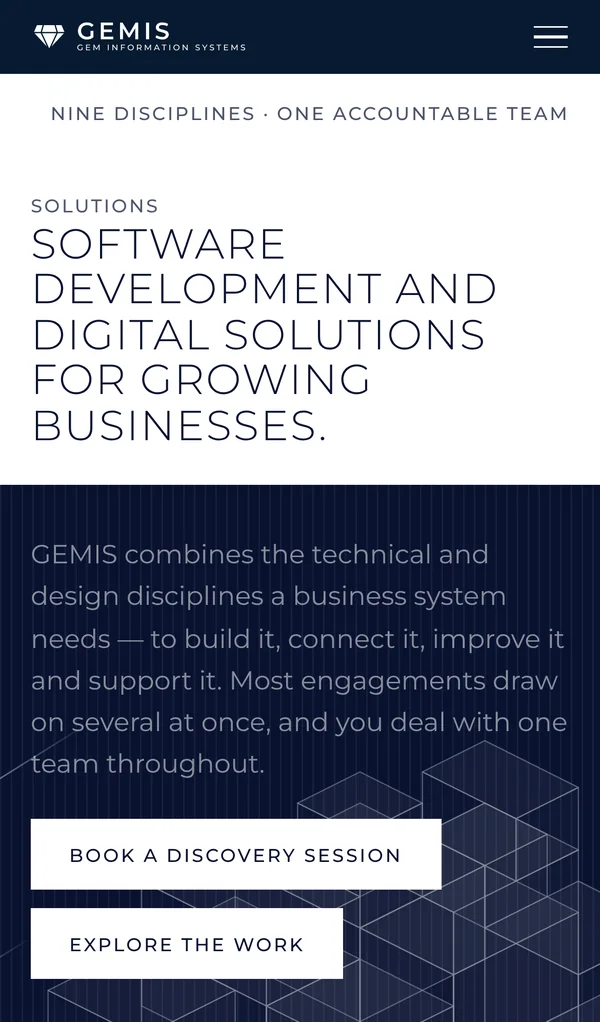 GEMIS
GEM INFORMATION SYSTEMS
NINE DISCIPLINES · ONE ACCOUNTABLE TEAM
SOLUTIONS
SOFTWARE
DEVELOPMENT AND
DIGITAL SOLUTIONS
FOR GROWING
BUSINESSES.
GEMIS combines the technical and
design disciplines a business system
needs — to build it, connect it, improve it
and support it. Most engagements draw
on several at once, and you deal with one
team throughout.
BOOK A DISCOVERY SESSION
EXPLORE THE WORK